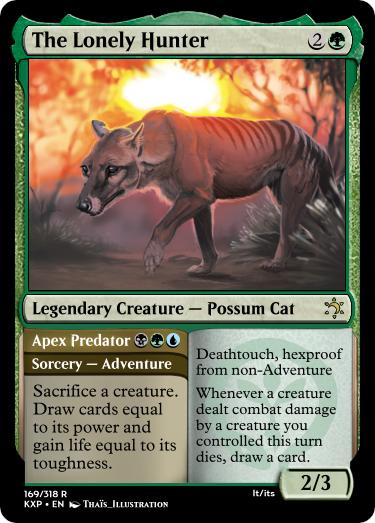 The Lonely Hunter 2
Legendary Creature — Possum Cat
Apex Predator
Sorcery — Adventure
Sacrifice a creature.
Draw cards equal
to its power and
gain life equal to its
toughness.
Deathtouch, hexproof
from non-Adventure
Whenever a creature
dealt combat damage
by a creature you
controlled this turn
dies, draw a card.
2/3
169/318 R
KXP • EN Thaïs_Illustration
It/its